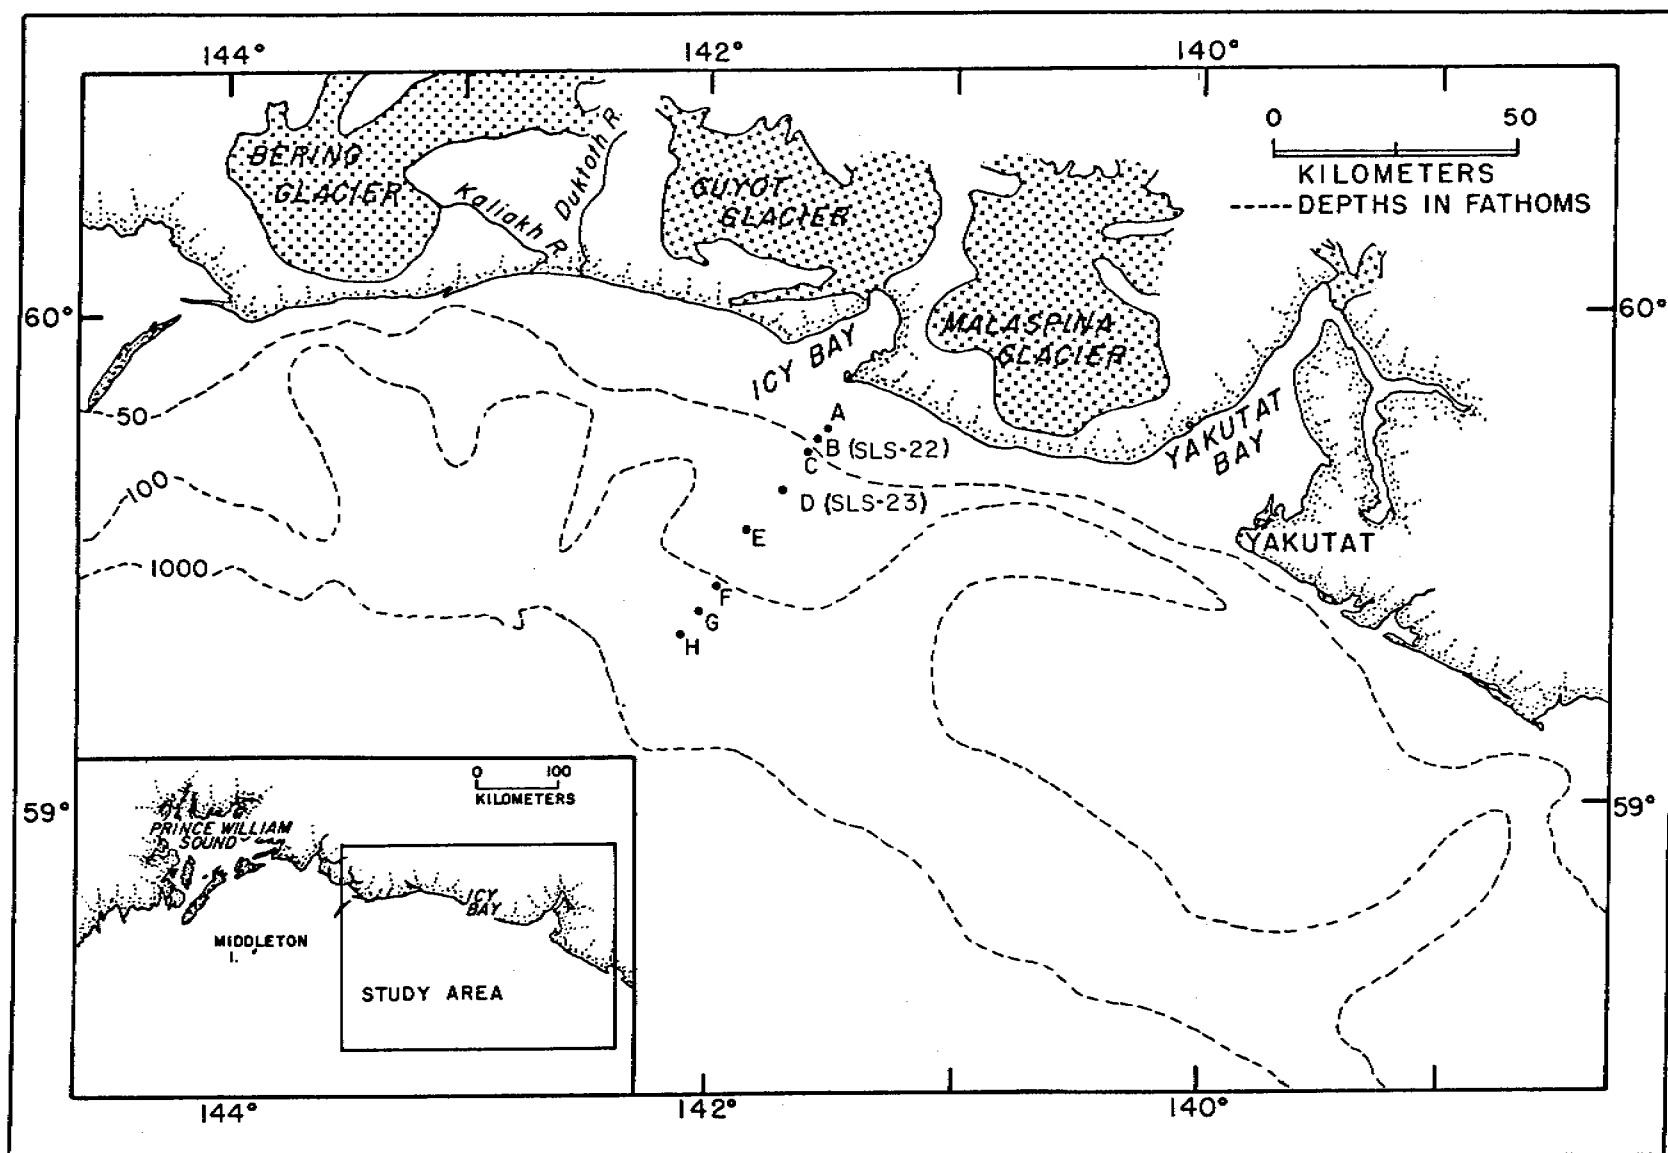 144° 142° 140°
0 50
KILOMETERS
DEPTHS IN FATHOMS
BERING
GLACIER
Kaliakh R.
Duktoth R.
GUYOT
GLACIER
MALASPINA
GLACIER
60° 60°
ICY BAY
YAKUTAT
BAY
50
A
B (SLS-22)
C
D (SLS-23)
100
E
YAKUTAT
1000
F
G
H
0 100
KILOMETERS
59° 59°
PRINCE WILLIAM
SOUND
ICY
BAY
MIDDLETON
I.
STUDY AREA
144° 142° 140°